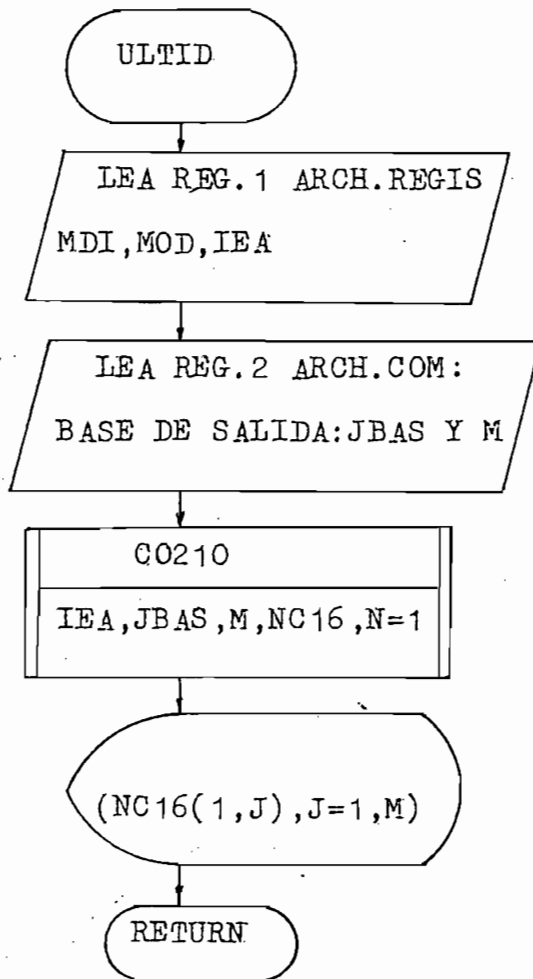 ULTID
LEA REG.1 ARCH.REGIS
MDI,MOD,IEA
LEA REG.2 ARCH.COM:
BASE DE SALIDA:JBAS Y M
CO210
IEA,JBAS,M,NC16,N=1
(NC16(1,J),J=1,M)
RETURN